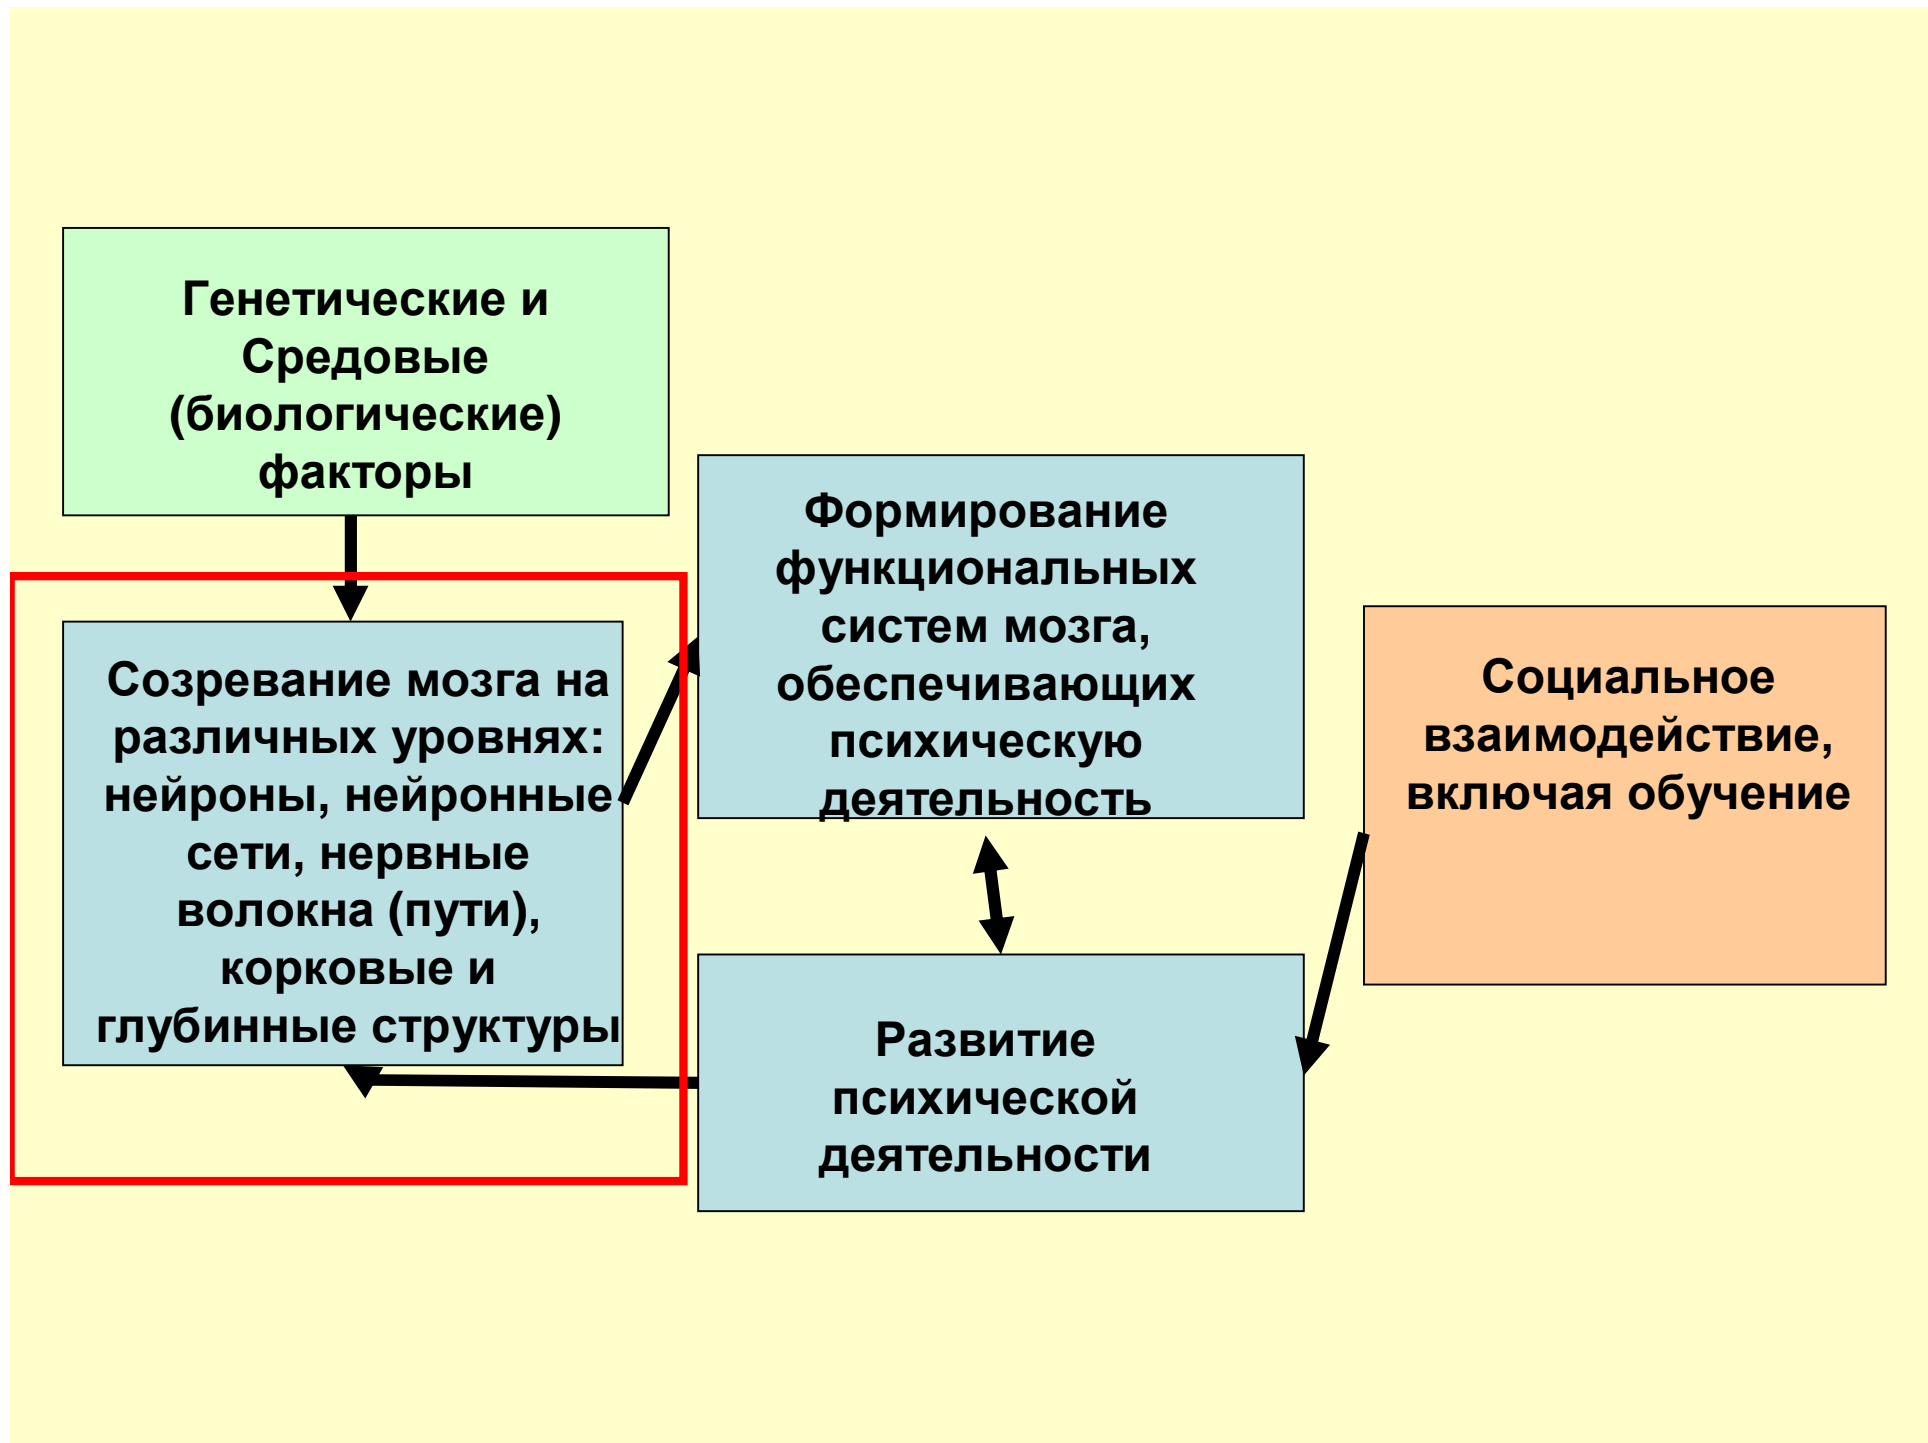 Генетические и
Средовые
(биологические)
факторы
Созревание мозга на
различных уровнях:
нейроны, нейронные
сети, нервные
волокна (пути),
корковые и
глубинные структуры
Формирование
функциональных
систем мозга,
обеспечивающих
психическую
деятельность
Развитие
психической
деятельности
Социальное
взаимодействие,
включая обучение